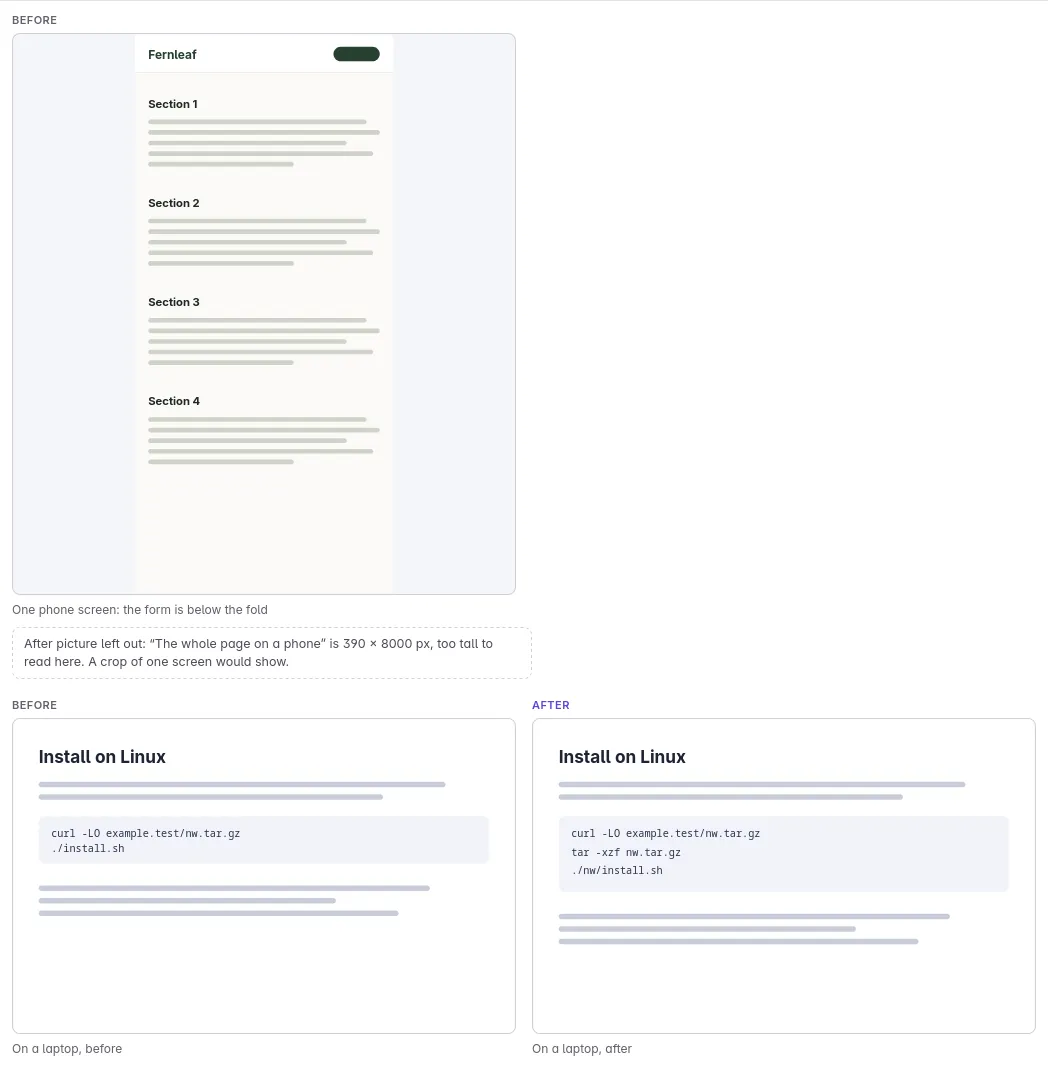 BEFORE
Fernleaf
Section 1
Section 2
Section 3
Section 4
One phone screen: the form is below the fold
After picture left out: “The whole page on a phone” is 390 × 8000 px, too tall to
read here. A crop of one screen would show.
BEFORE
Install on Linux
curl -LO example.test/nw.tar.gz
./install.sh
On a laptop, before
AFTER
Install on Linux
curl -LO example.test/nw.tar.gz
tar -xzf nw.tar.gz
./nw/install.sh
On a laptop, after